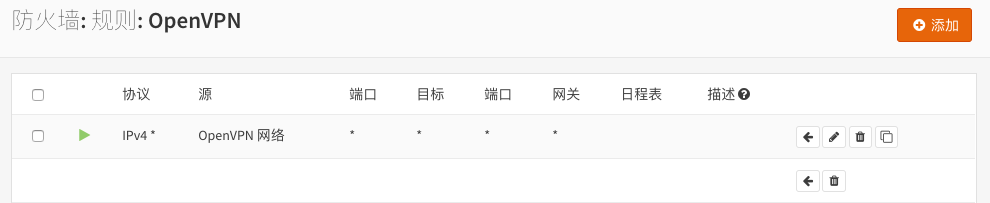 防火墙: 规则: OpenVPN
添加
协议 源 端口 目标 端口 网关 日程表 描述
IPv4 * OpenVPN 网络 * * * *